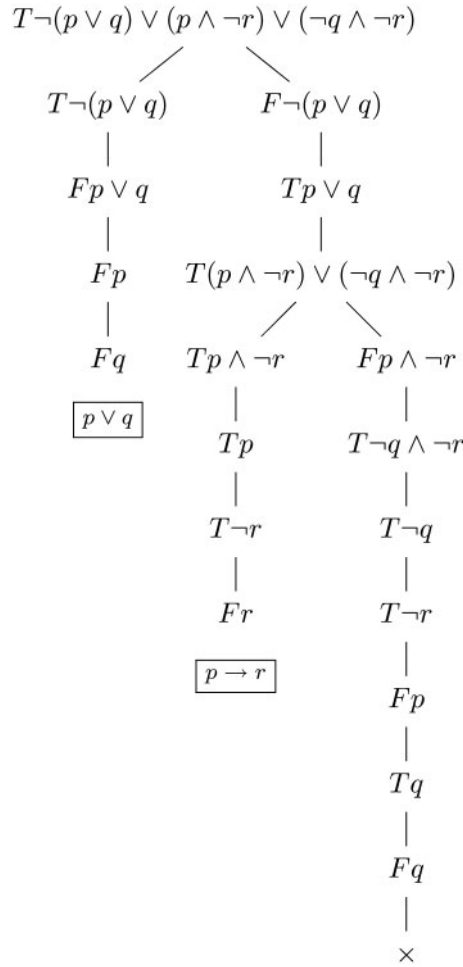 T¬(p ∨ q) ∨ (p ∧ ¬r) ∨ (¬q ∧ ¬r)
T¬(p ∨ q) F¬(p ∨ q)
Fp ∨ q Tp ∨ q
Fp T(p ∧ ¬r) ∨ (¬q ∧ ¬r)
Fq Tp ∧ ¬r Fp ∧ ¬r
p ∨ q
Tp T¬q ∧ ¬r
T¬r T¬q
Fr T¬r
p → r
Fp
Tq
Fq
×